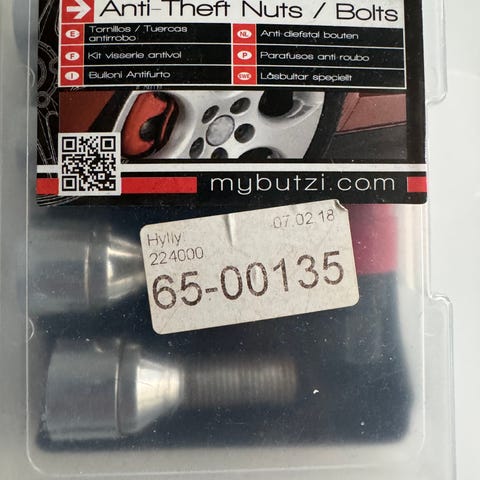 Anti-Theft Nuts / Bolts
E Tornillos / Tuercas antirrobo
NL Anti-diefstal bouten
F Kit visserie antivol
P Parafusos anti-roubo
I Bulloni Antifurto
SWE Låsbultar speciellt
mybutzi.com
Hylly 07.02.18
224000
65-00135